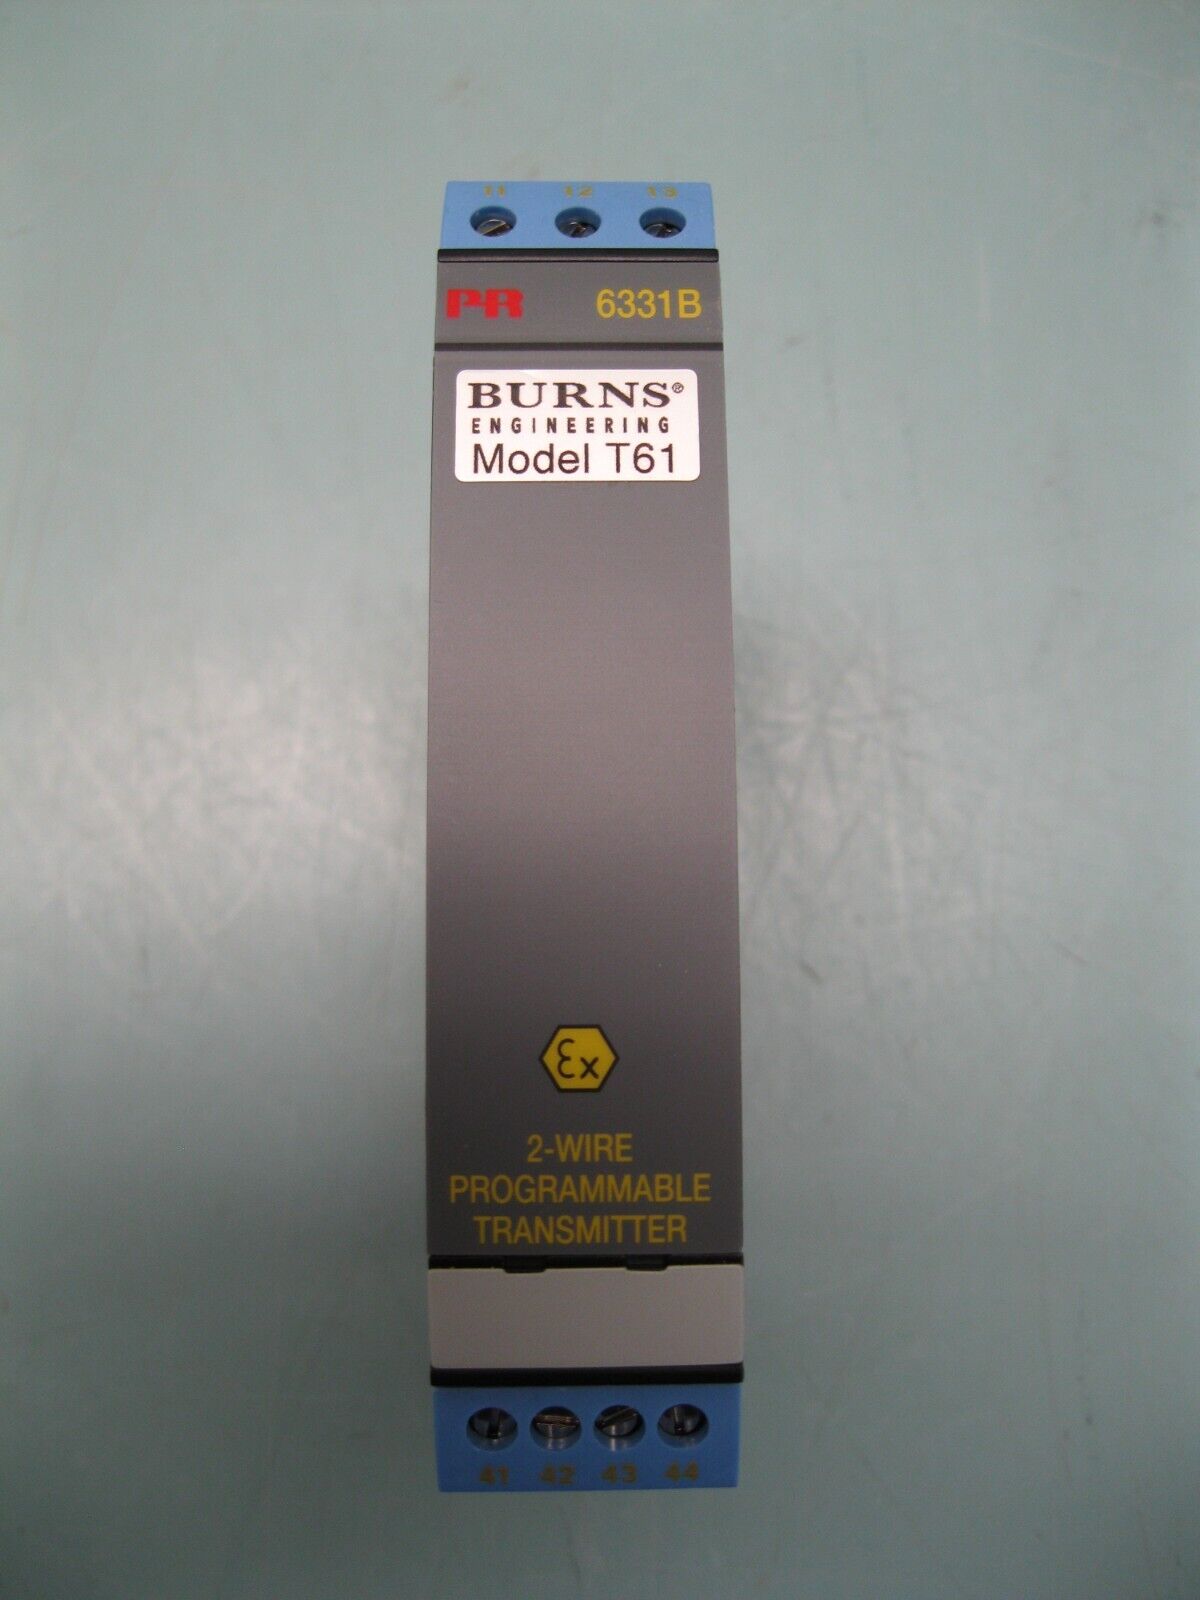 11 12 13
PR 6331B
BURNS®
ENGINEERING
Model T61
Ex
2-WIRE
PROGRAMMABLE
TRANSMITTER
41 42 43 44